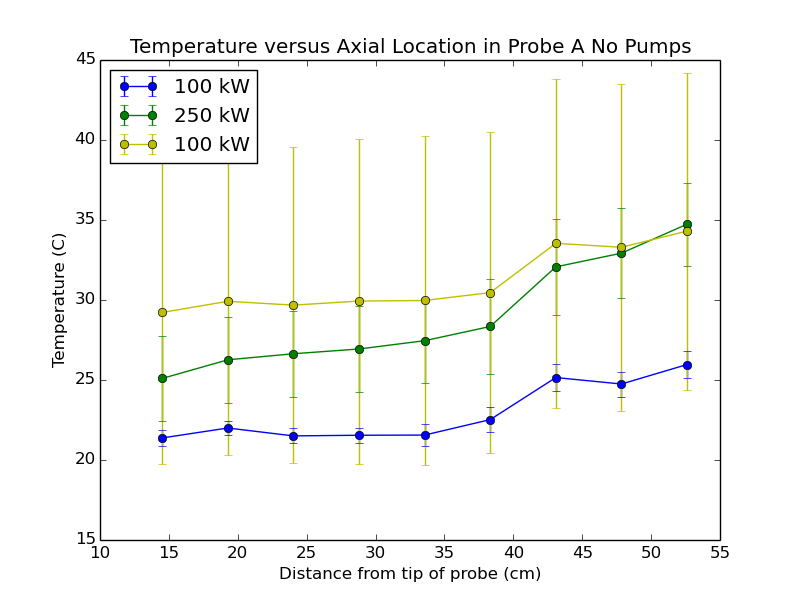 Temperature versus Axial Location in Probe A No Pumps
100 kW
250 kW
100 kW
Temperature (C)
45
40
35
30
25
20
15
10 15 20 25 30 35 40 45 50 55
Distance from tip of probe (cm)